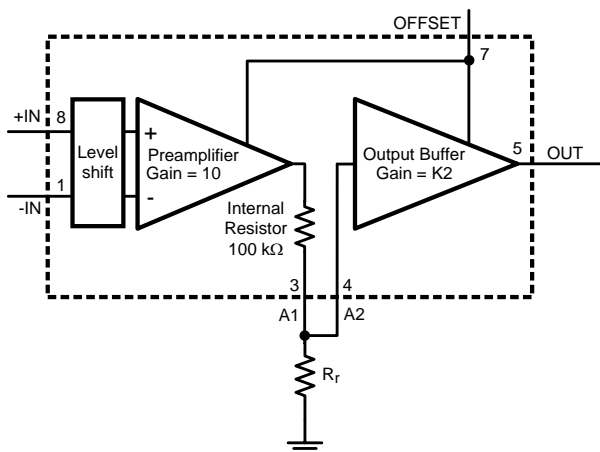 OFFSET
7
+IN
8
Level
shift
1
-IN
+
-
Preamplifier
Gain = 10
Output Buffer
Gain = K2
5
OUT
Internal
Resistor
100 kΩ
3
4
A1
A2
Rr